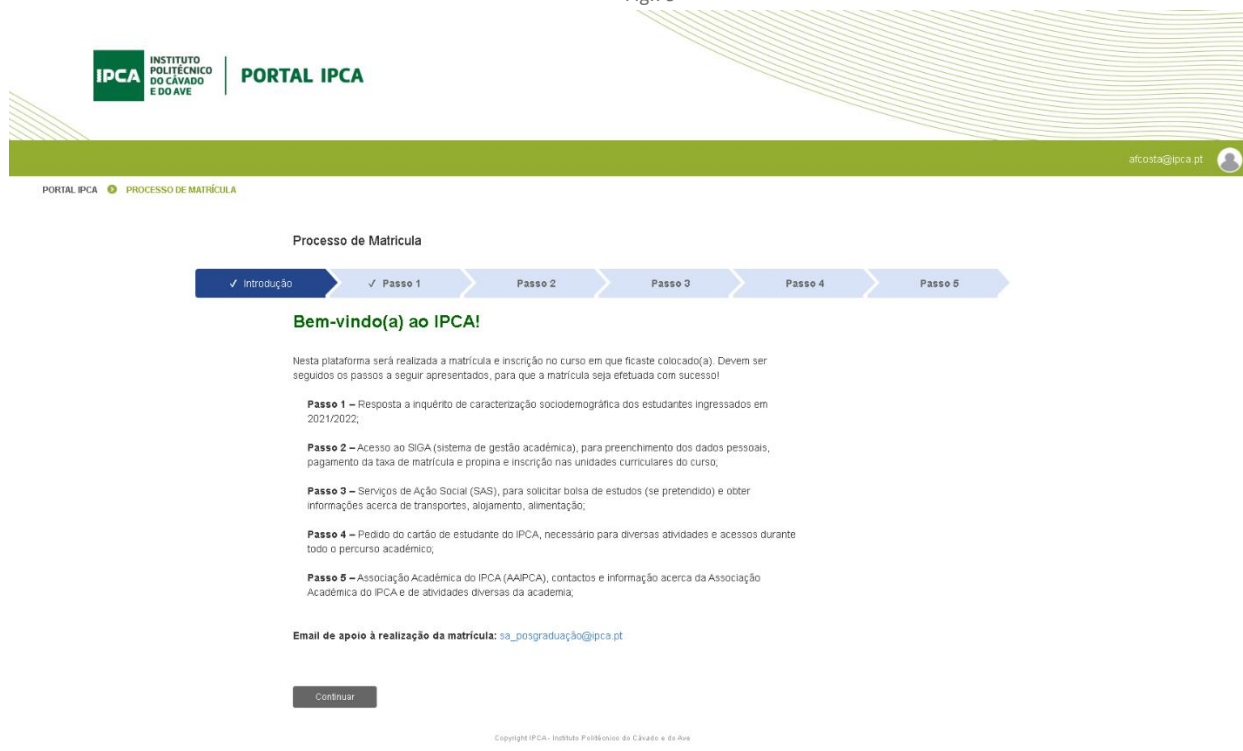 IPCA
INSTITUTO
POLITÉCNICO
DO CÁVADO
E DO AVE
PORTAL IPCA
afcosta@ipca.pt
PORTAL IPCA PROCESSO DE MATRÍCULA
Processo de Matricula
✓ Introdução ✓ Passo 1 Passo 2 Passo 3 Passo 4 Passo 5
Bem-vindo(a) ao IPCA!
Nesta plataforma será realizada a matrícula e inscrição no curso em que ficaste colocado(a). Devem ser
seguidos os passos a seguir apresentados, para que a matrícula seja efetuada com sucesso!
Passo 1 – Resposta a inquérito de caracterização sociodemográfica dos estudantes ingressados em
2021/2022;
Passo 2 – Acesso ao SIGA (sistema de gestão académica), para preenchimento dos dados pessoais,
pagamento da taxa de matrícula e propina e inscrição nas unidades curriculares do curso;
Passo 3 – Serviços de Ação Social (SAS), para solicitar bolsa de estudos (se pretendido) e obter
informações acerca de transportes, alojamento, alimentação;
Passo 4 – Pedido do cartão de estudante do IPCA, necessário para diversas atividades e acessos durante
todo o percurso académico;
Passo 5 – Associação Académica do IPCA (AAIPCA), contactos e informação acerca da Associação
Académica do IPCA e de atividades diversas da academia;
Email de apoio à realização da matrícula: sa_posgraduação@ipca.pt
Continuar
Copyright IPCA - Instituto Politécnico do Cávado e do Ave